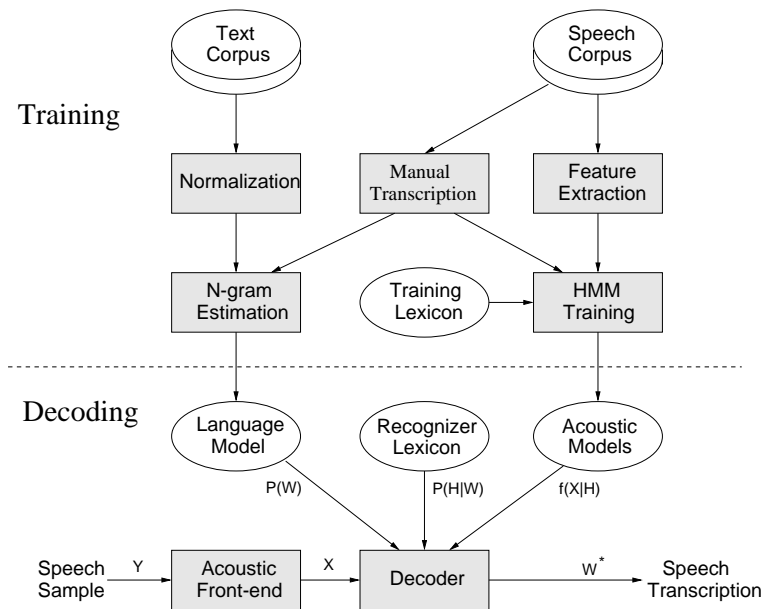 Text
Corpus
Speech
Corpus
Training
Normalization
Manual
Transcription
Feature
Extraction
N-gram
Estimation
Training
Lexicon
HMM
Training
Decoding
Language
Model
Recognizer
Lexicon
Acoustic
Models
P(W)
P(H|W)
f(X|H)
Speech
Sample
Y
Acoustic
Front-end
X
Decoder
W*
Speech
Transcription